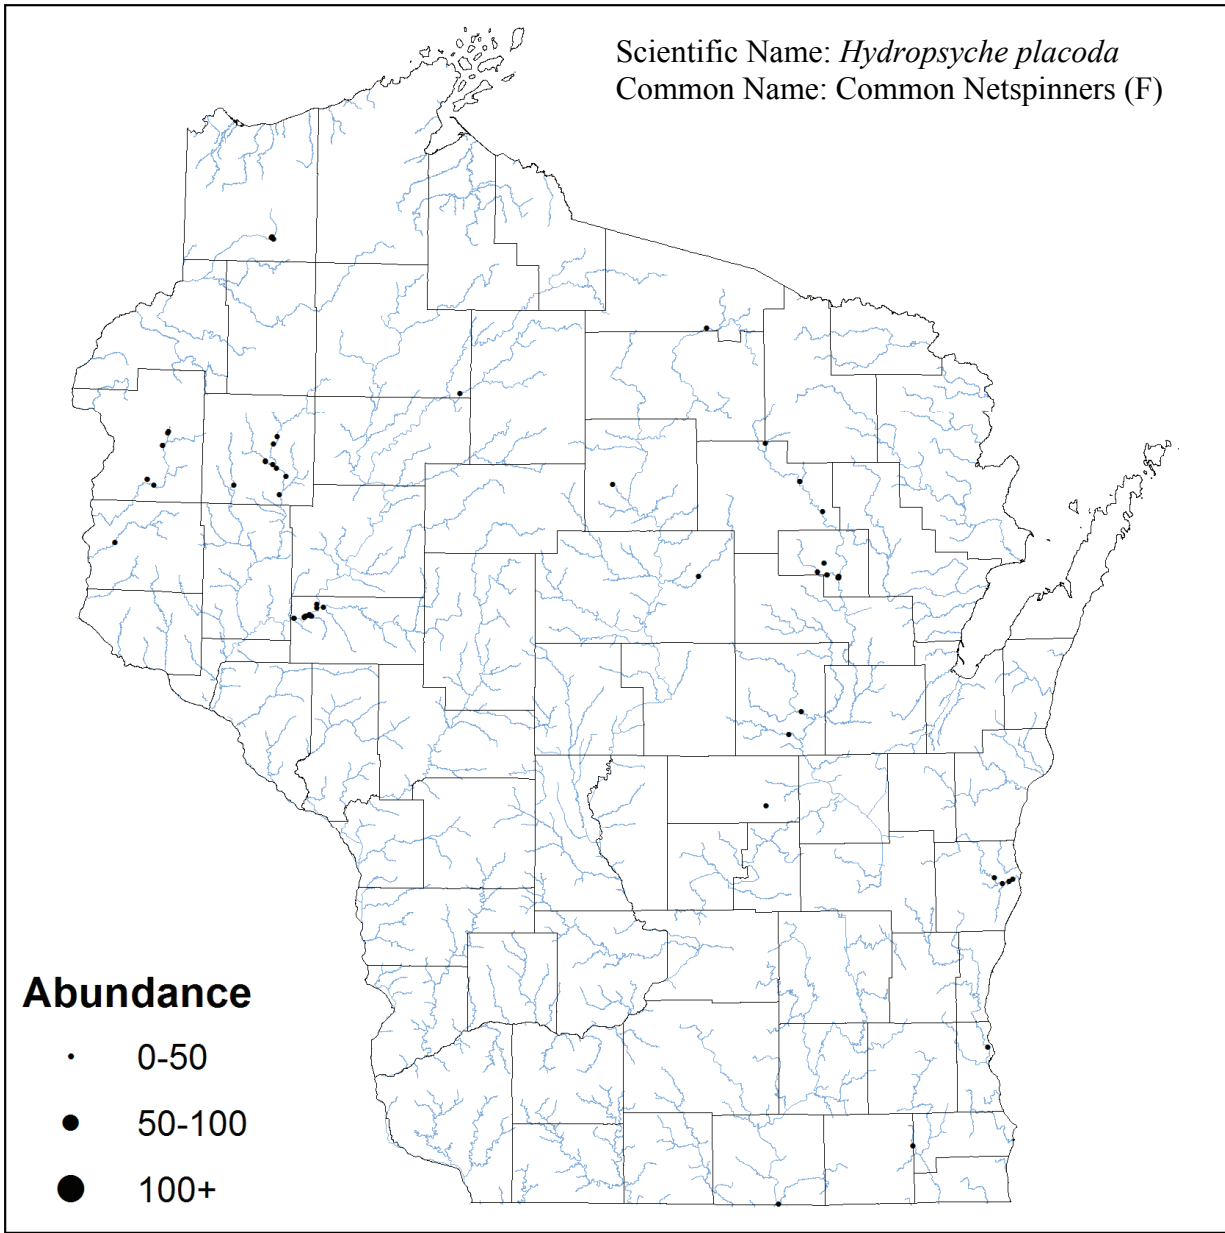 Scientific Name: Hydropsyche placoda
Common Name: Common Netspinners (F)
Abundance
0-50
50-100
100+